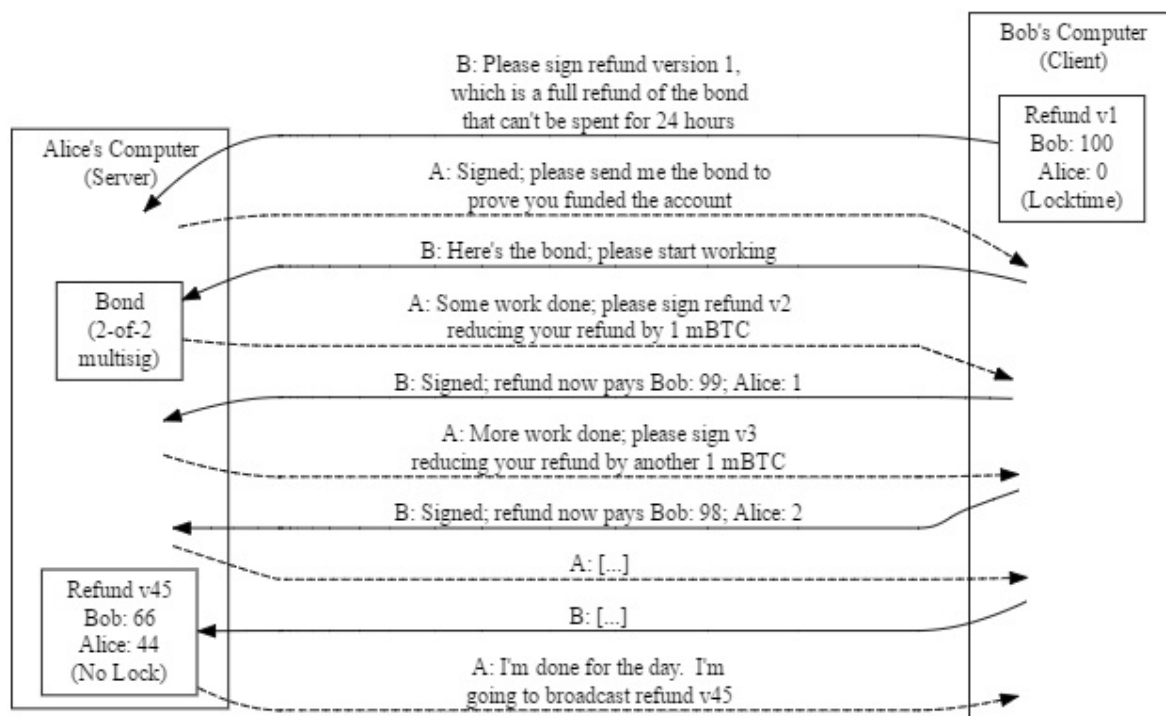 Bob's Computer
(Client)
B: Please sign refund version 1,
which is a full refund of the bond
that can't be spent for 24 hours
Refund v1
Bob: 100
Alice: 0
(Locktime)
Alice's Computer
(Server)
A: Signed; please send me the bond to
prove you funded the account
B: Here's the bond; please start working
Bond
(2-of-2
multisig)
A: Some work done; please sign refund v2
reducing your refund by 1 mBTC
B: Signed; refund now pays Bob: 99; Alice: 1
A: More work done; please sign v3
reducing your refund by another 1 mBTC
B: Signed; refund now pays Bob: 98; Alice: 2
A: [...]
Refund v45
Bob: 66
Alice: 44
(No Lock)
B: [...]
A: I'm done for the day.  I'm
going to broadcast refund v45